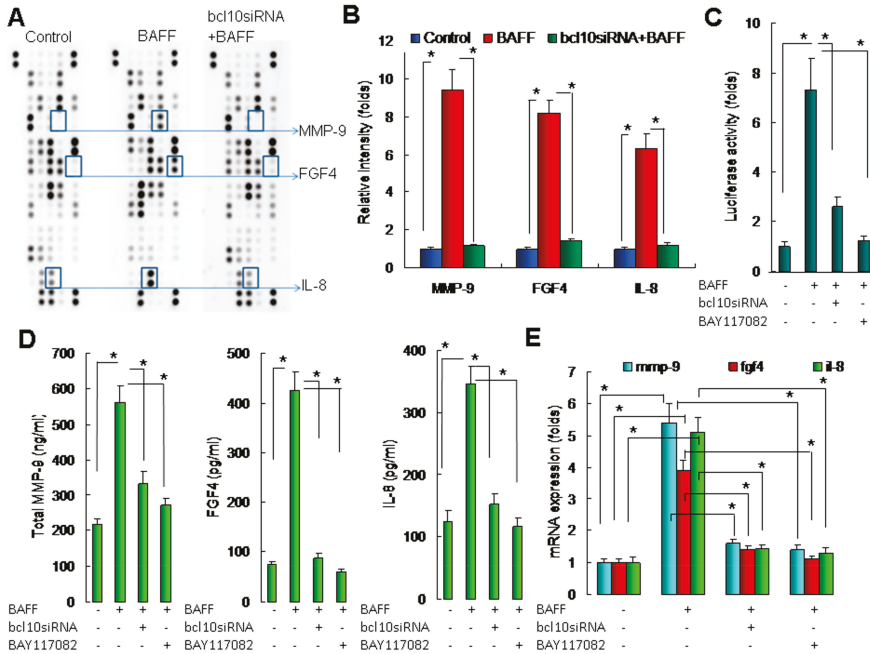 A
Control
BAFF
bcl10siRNA
+BAFF
MMP-9
FGF4
IL-8
B
Control BAFF bcl10siRNA+BAFF
Relative Intensity (folds)
12
10
8
6
4
2
0
* * * * * *
MMP-9 FGF4 IL-8
C
Luciferase activity (folds)
10
8
6
4
2
0
* * *
BAFF - + + +
bcl10siRNA - - + -
BAY117082 - - - +
D
Total MMP-9 (ng/ml)
700
600
500
400
300
200
100
0
* * *
FGF4 (pg/ml)
500
400
300
200
100
0
* * *
IL-8 (pg/ml)
400
300
200
100
0
* * *
BAFF - + + + BAFF - + + + BAFF - + + +
bcl10siRNA - - + - bcl10siRNA - - + - bcl10siRNA - - + -
BAY117082 - - - + BAY117082 - - - + BAY117082 - - - +
E
mmp-9 fgf4 il-8
mRNA expression (folds)
7
6
5
4
3
2
1
0
* * * * * * * * *
BAFF - + + +
bcl10siRNA - - + -
BAY117082 - - - +